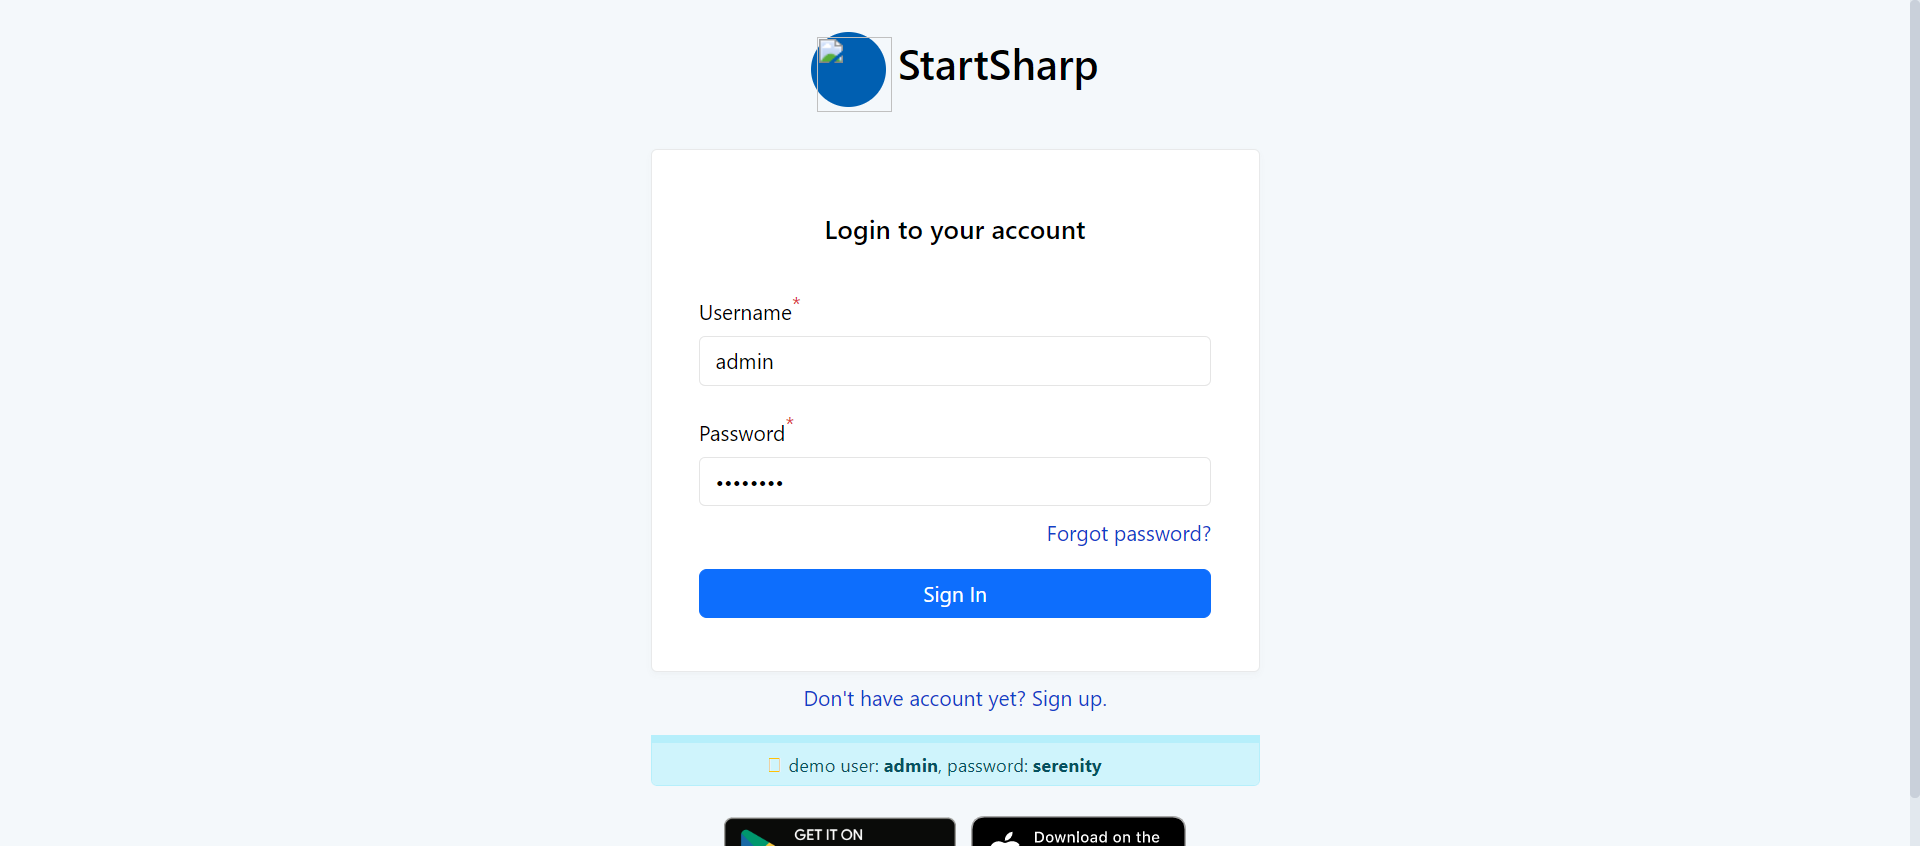 StartSharp
Login to your account
Username*
admin
Password*
••••••••
Forgot password?
Sign In
Don't have account yet? Sign up.
demo user: admin, password: serenity
GET IT ON
Download on the